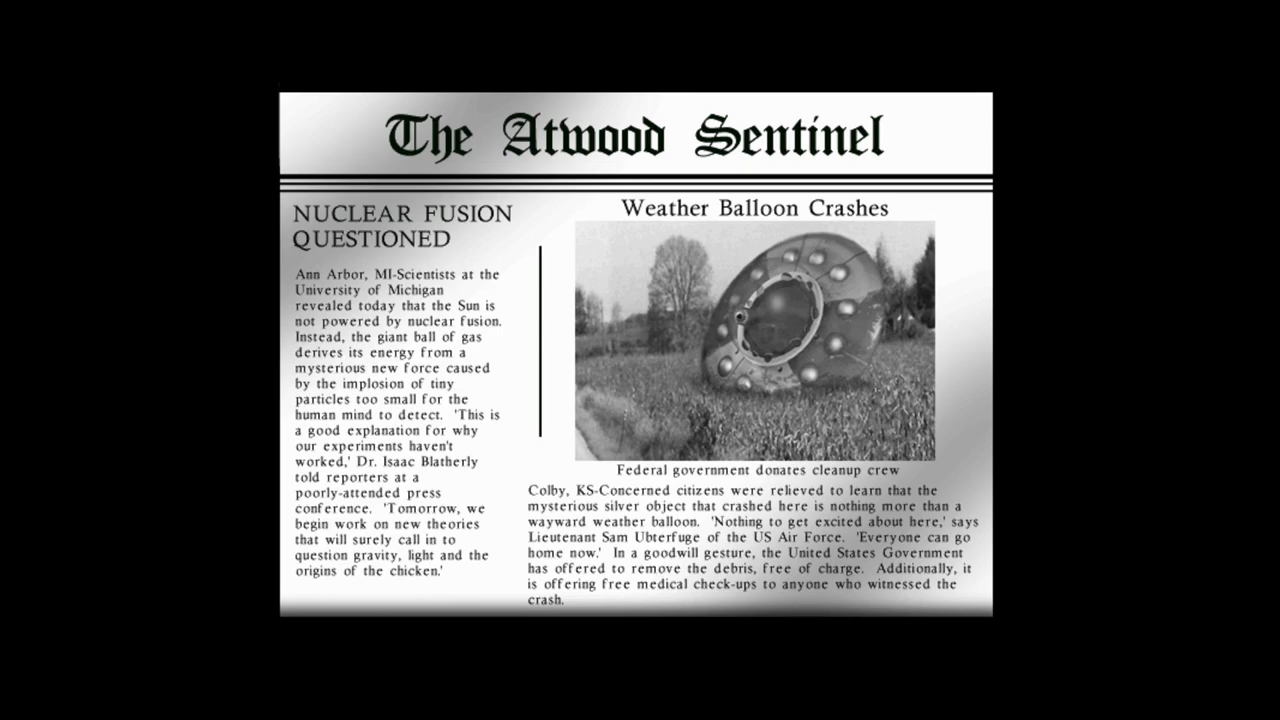 The Atwood Sentinel
NUCLEAR FUSION
QUESTIONED
Ann Arbor, MI-Scientists at the
University of Michigan
revealed today that the Sun is
not powered by nuclear fusion.
Instead, the giant ball of gas
derives its energy from a
mysterious new force caused
by the implosion of tiny
particles too small for the
human mind to detect.  'This is
a good explanation for why
our experiments haven't
worked,' Dr. Isaac Blatherly
told reporters at a
poorly-attended press
conference.  'Tomorrow, we
begin work on new theories
that will surely call in to
question gravity, light and the
origins of the chicken.'
Weather Balloon Crashes
Federal government donates cleanup crew
Colby, KS-Concerned citizens were relieved to learn that the
mysterious silver object that crashed here is nothing more than a
wayward weather balloon.  'Nothing to get excited about here,' says
Lieutenant Sam Ubterfuge of the US Air Force.  'Everyone can go
home now.'  In a goodwill gesture, the United States Government
has offered to remove the debris, free of charge.  Additionally, it
is offering free medical check-ups to anyone who witnessed the
crash.